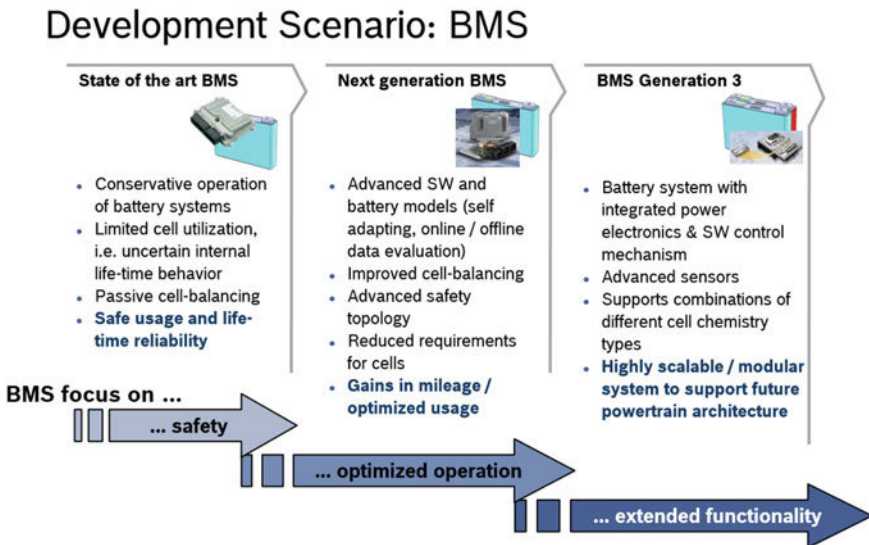 Development Scenario: BMS
State of the art BMS
• Conservative operation
of battery systems
• Limited cell utilization,
i.e. uncertain internal
life-time behavior
• Passive cell-balancing
• Safe usage and life-
time reliability
Next generation BMS
• Advanced SW and
battery models (self
adapting, online / offline
data evaluation)
• Improved cell-balancing
• Advanced safety
topology
• Reduced requirements
for cells
• Gains in mileage /
optimized usage
BMS Generation 3
• Battery system with
integrated power
electronics & SW control
mechanism
• Advanced sensors
• Supports combinations of
different cell chemistry
types
• Highly scalable / modular
system to support future
powertrain architecture
BMS focus on ...
... safety
... optimized operation
... extended functionality